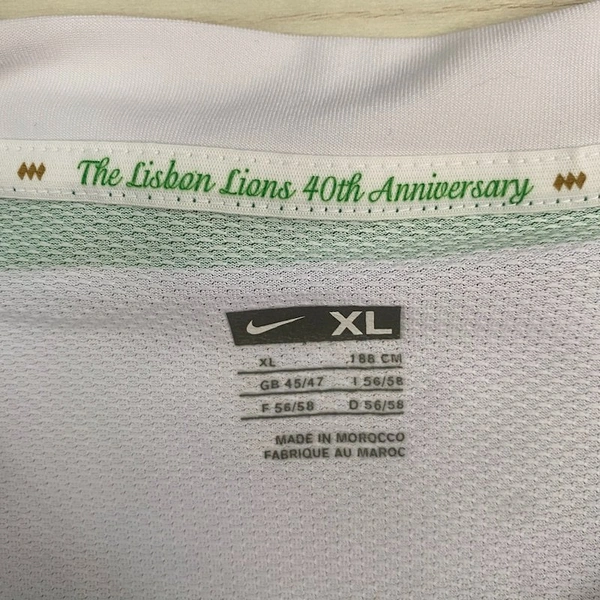 The Lisbon Lions 40th Anniversary
XL
XL 188 CM
GB 45/47 I 56/58
F 56/58 D 56/58
MADE IN MOROCCO
FABRIQUE AU MAROC